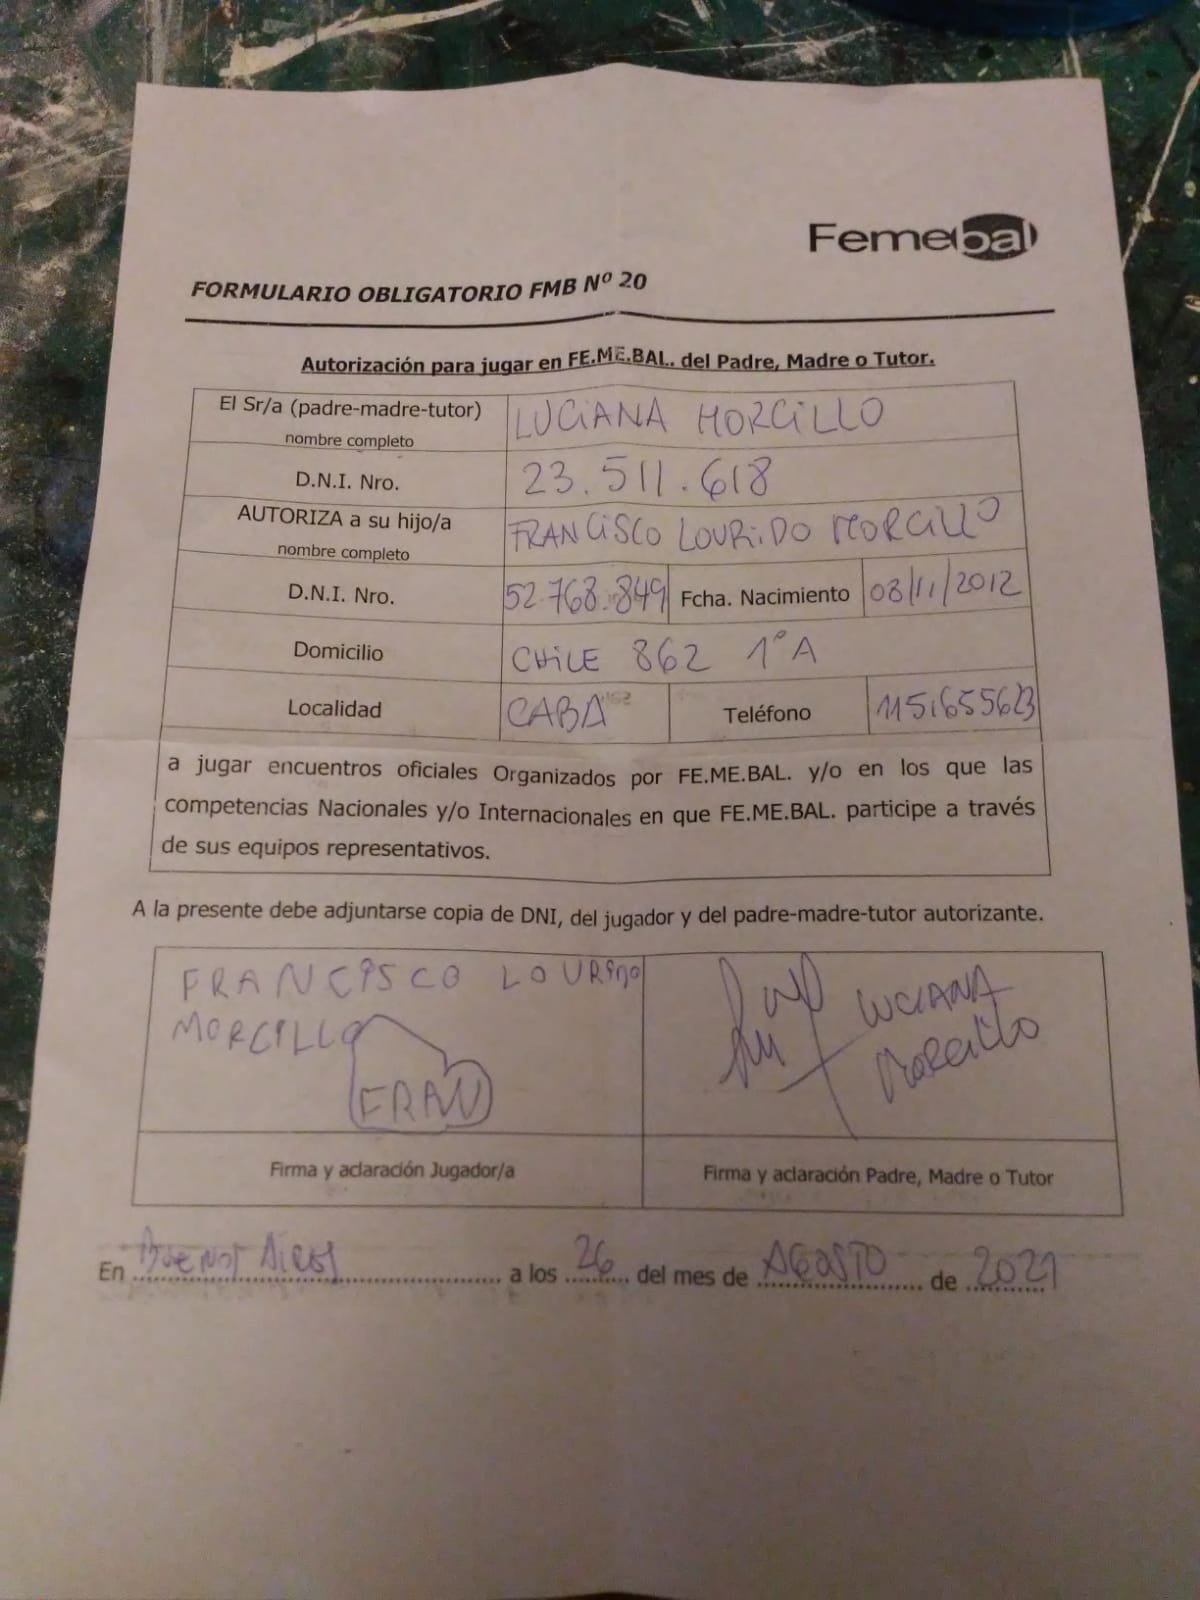 Femebal
FORMULARIO OBLIGATORIO FMB Nº 20
Autorización para jugar en FE.ME.BAL. del Padre, Madre o Tutor.
El Sr/a (padre-madre-tutor) LUCIANA MORCILLO
nombre completo
D.N.I. Nro. 23.511.618
AUTORIZA a su hijo/a FRANCISCO LOURIDO MORCILLO
nombre completo
D.N.I. Nro. 52.768.849 Fcha. Nacimiento 08/11/2012
Domicilio CHILE 862 1º A
Localidad CABA Teléfono
a jugar encuentros oficiales Organizados por FE.ME.BAL. y/o en los que las
competencias Nacionales y/o Internacionales en que FE.ME.BAL. participe a través
de sus equipos representativos.
A la presente debe adjuntarse copia de DNI, del jugador y del padre-madre-tutor autorizante.
FRANCISCO LOURIDO
MORCILLO
FRAN
LUCIANA
MORCILLO
Firma y aclaración Jugador/a Firma y aclaración Padre, Madre o Tutor
En BUENOS AIRES a los 26 del mes de AGOSTO de 2021